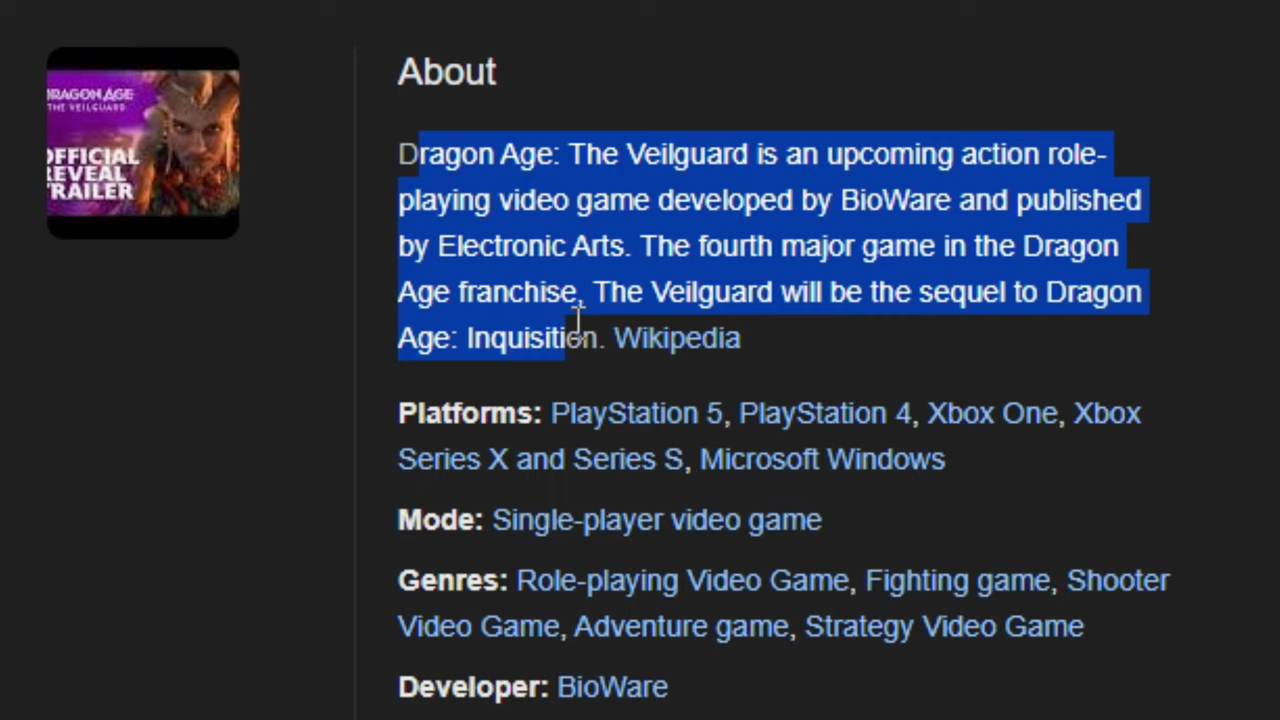 About
DRAGON AGE
THE VEILGUARD
OFFICIAL
REVEAL
TRAILER
Dragon Age: The Veilguard is an upcoming action role-
playing video game developed by BioWare and published
by Electronic Arts. The fourth major game in the Dragon
Age franchise, The Veilguard will be the sequel to Dragon
Age: Inquisition. Wikipedia
Platforms: PlayStation 5, PlayStation 4, Xbox One, Xbox
Series X and Series S, Microsoft Windows
Mode: Single-player video game
Genres: Role-playing Video Game, Fighting game, Shooter
Video Game, Adventure game, Strategy Video Game
Developer: BioWare